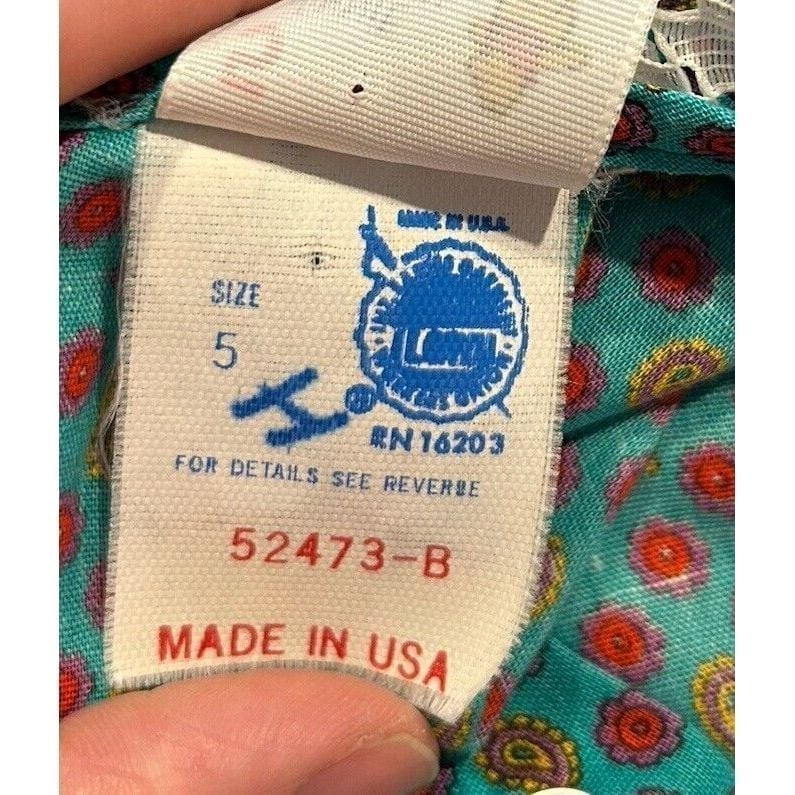 MADE IN U.S.A.
SIZE
5
RN 16203
FOR DETAILS SEE REVERSE
52473-B
MADE IN USA